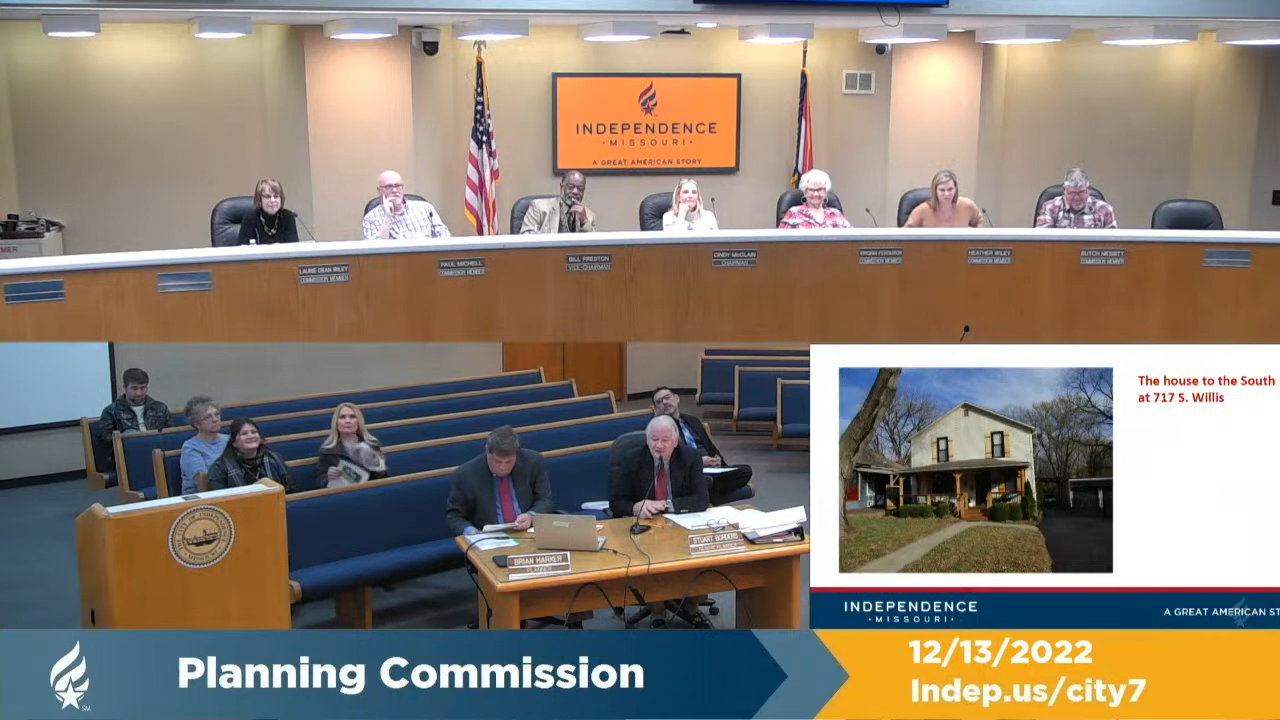 INDEPENDENCE
• MISSOURI •
A GREAT AMERICAN STORY
LAURIE DEAN WILEY
COMMISSION MEMBER
PAUL MICHELL
COMMISSION MEMBER
BILL PRESTON
VICE-CHAIRMAN
CINDY McCLAIN
CHAIRMAN
VIRGINIA FERGUSON
COMMISSION MEMBER
HEATHER WILEY
COMMISSION MEMBER
BUTCH NESBITT
COMMISSION MEMBER
The house to the South
at 717 S. Willis
BRIAN HARKER
PLANNER
STUART BORDERS
INDEPENDENCE
• MISSOURI •
A GREAT AMERICAN ST
Planning Commission
12/13/2022
Indep.us/city7